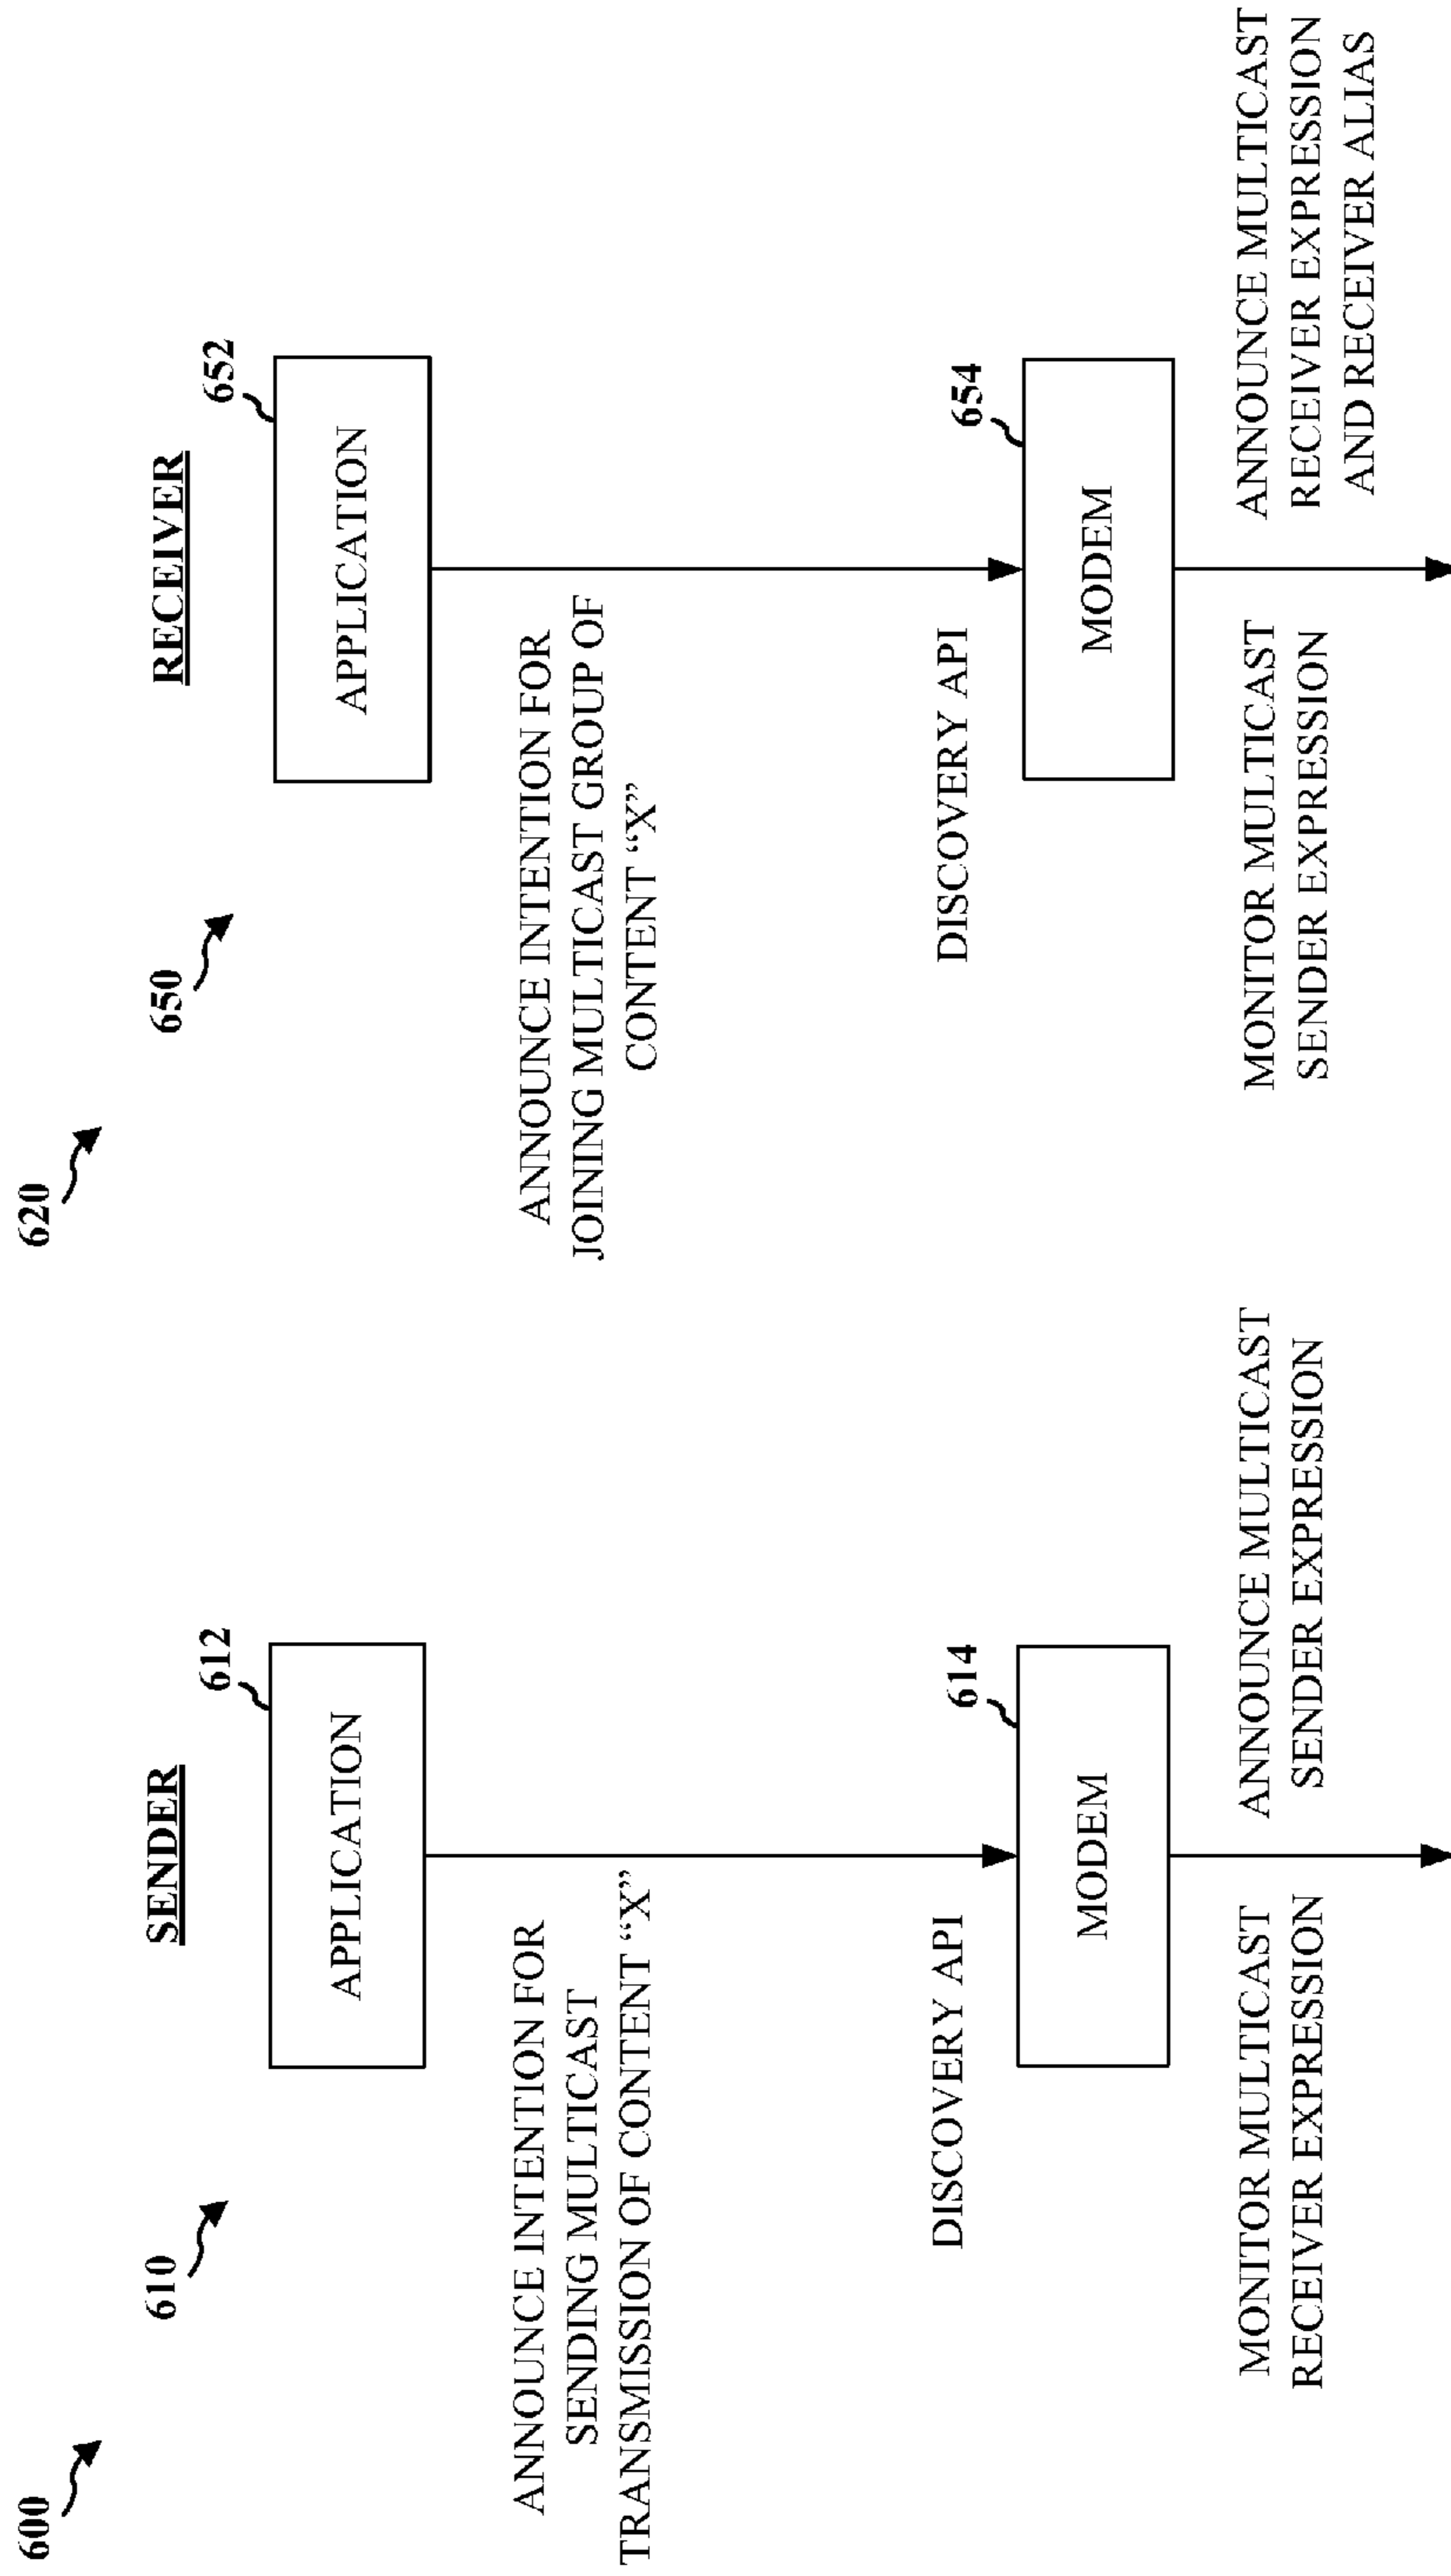 600
610
SENDER
612
APPLICATION
ANNOUNCE INTENTION FOR
SENDING MULTICAST
TRANSMISSION OF CONTENT “X”
DISCOVERY API
614
MODEM
MONITOR MULTICAST
RECEIVER EXPRESSION
ANNOUNCE MULTICAST
SENDER EXPRESSION
620
650
RECEIVER
652
APPLICATION
ANNOUNCE INTENTION FOR
JOINING MULTICAST GROUP OF
CONTENT “X”
DISCOVERY API
654
MODEM
MONITOR MULTICAST
SENDER EXPRESSION
ANNOUNCE MULTICAST
RECEIVER EXPRESSION
AND RECEIVER ALIAS